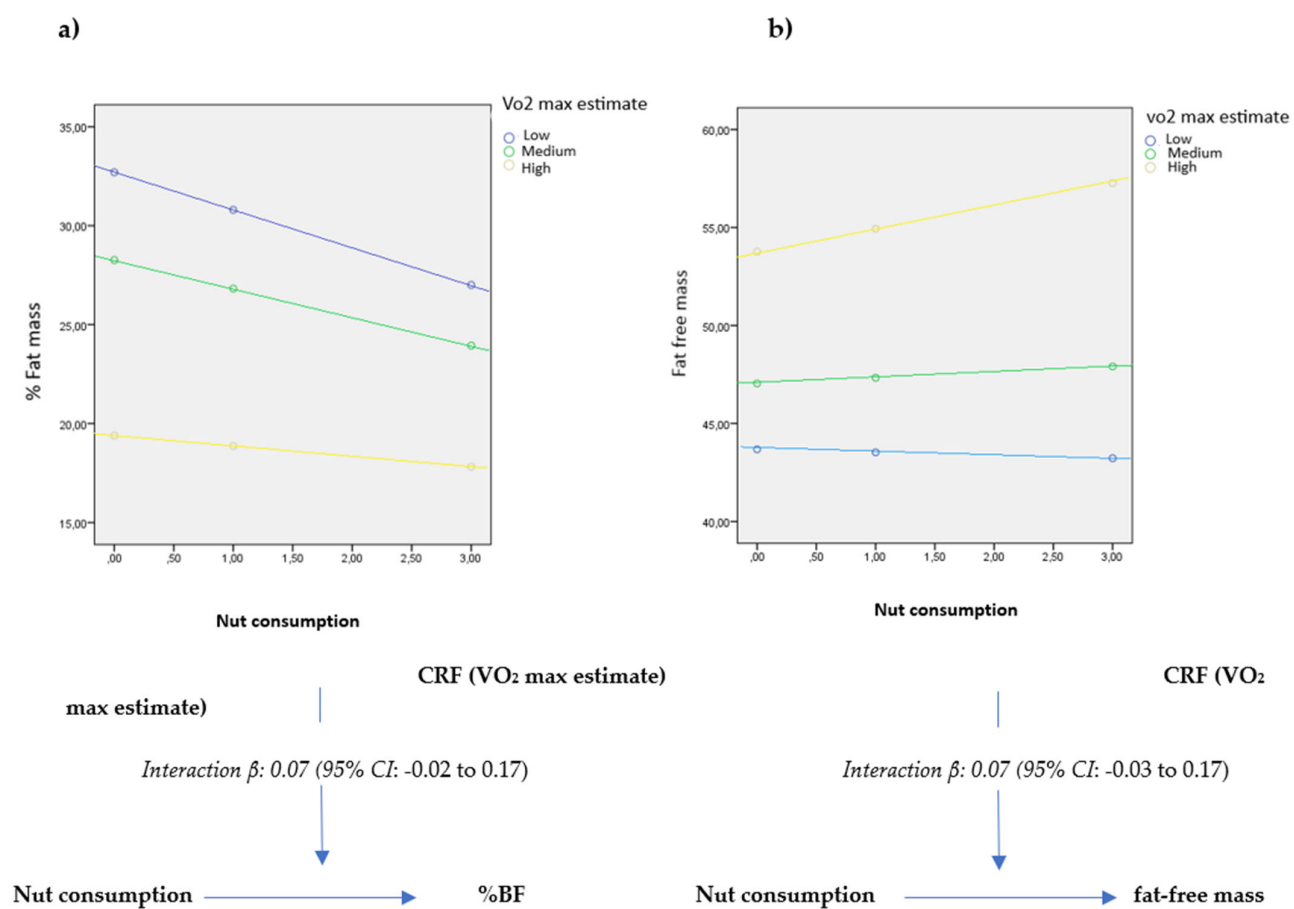 a)
Vo2 max estimate
Low
Medium
High
35,00
30,00
25,00
20,00
15,00
% Fat mass
,00 ,50 1,00 1,50 2,00 2,50 3,00
Nut consumption
b)
vo2 max estimate
Low
Medium
High
60,00
55,00
50,00
45,00
40,00
Fat free mass
,00 ,50 1,00 1,50 2,00 2,50 3,00
Nut consumption
CRF (VO₂ max estimate) CRF (VO₂
max estimate)
Interaction β: 0.07 (95% CI: -0.02 to 0.17) Interaction β: 0.07 (95% CI: -0.03 to 0.17)
Nut consumption %BF Nut consumption fat-free mass